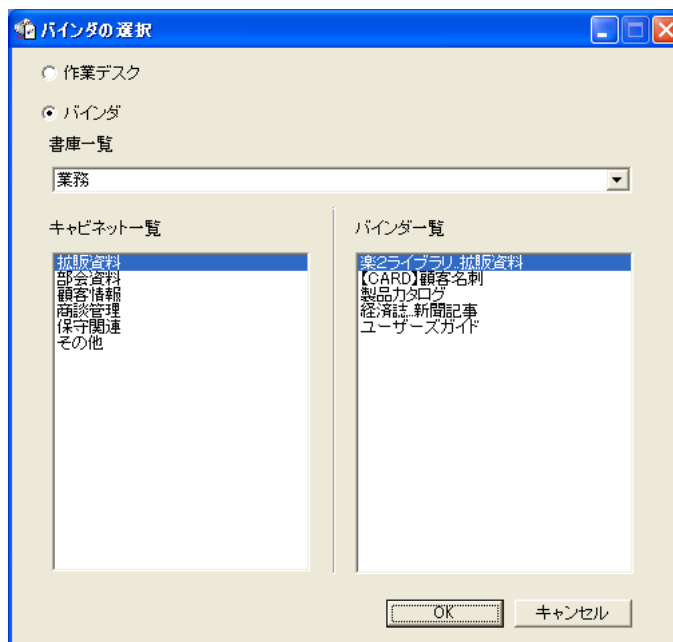 バインダの選択
作業デスク
バインダ
書庫一覧
業務
キャビネット一覧
拡販資料
部会資料
顧客情報
商談管理
保守関連
その他
バインダ一覧
楽2ライブラリ..拡販資料
【CARD】顧客名刺
製品カタログ
経済誌..新聞記事
ユーザーズガイド
OK
キャンセル